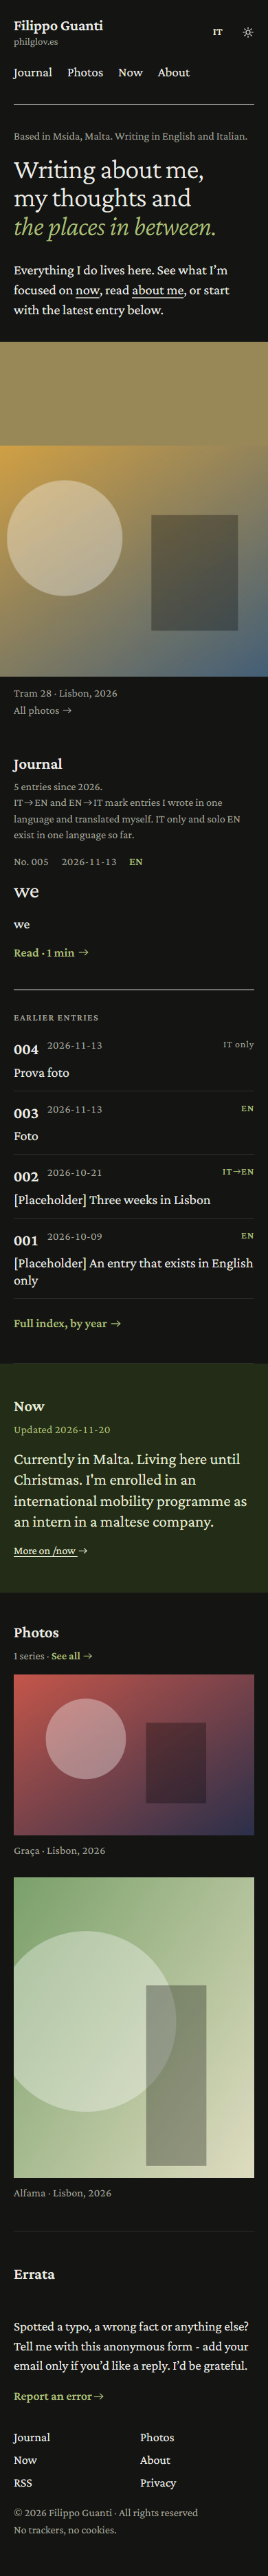 Filippo Guanti
philglov.es
IT
Journal Photos Now About
Based in Msida, Malta. Writing in English and Italian.
Writing about me,
my thoughts and
the places in between.
Everything I do lives here. See what I'm
focused on now, read about me, or start
with the latest entry below.
Tram 28 · Lisbon, 2026
All photos →
Journal
5 entries since 2026.
IT→EN and EN→IT mark entries I wrote in one
language and translated myself. IT only and solo EN
exist in one language so far.
No. 005 2026-11-13 EN
we
we
Read · 1 min →
EARLIER ENTRIES
004 2026-11-13 IT only
Prova foto
003 2026-11-13 EN
Foto
002 2026-10-21 IT→EN
[Placeholder] Three weeks in Lisbon
001 2026-10-09 EN
[Placeholder] An entry that exists in English
only
Full index, by year →
Now
Updated 2026-11-20
Currently in Malta. Living here until
Christmas. I'm enrolled in an
international mobility programme as
an intern in a maltese company.
More on /now →
Photos
1 series · See all →
Graça · Lisbon, 2026
Alfama · Lisbon, 2026
Errata
Spotted a typo, a wrong fact or anything else?
Tell me with this anonymous form - add your
email only if you'd like a reply. I'd be grateful.
Report an error→
Journal Photos
Now About
RSS Privacy
© 2026 Filippo Guanti · All rights reserved
No trackers, no cookies.